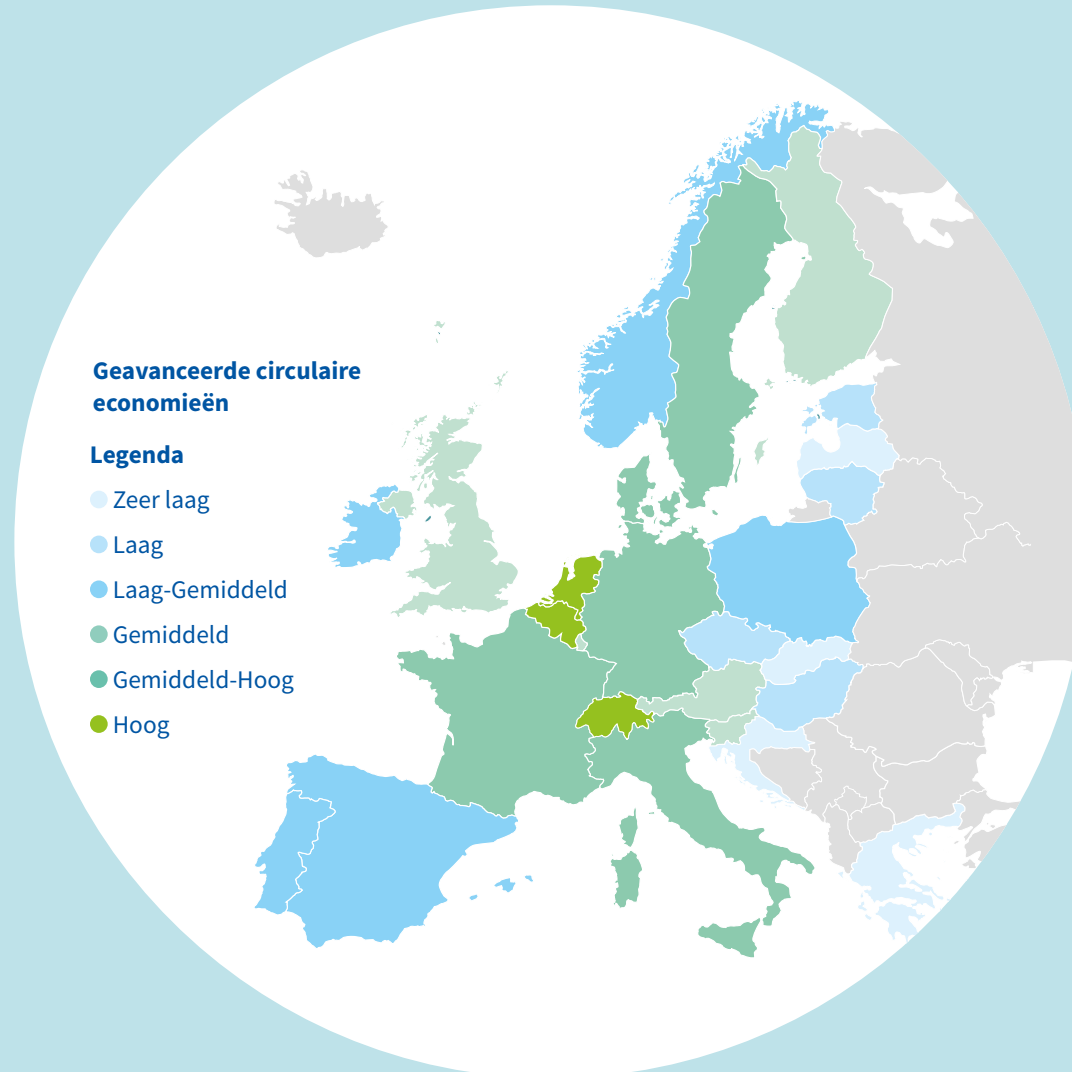 Geavanceerde circulaire
economieën
Legenda
Zeer laag
Laag
Laag-Gemiddeld
Gemiddeld
Gemiddeld-Hoog
Hoog